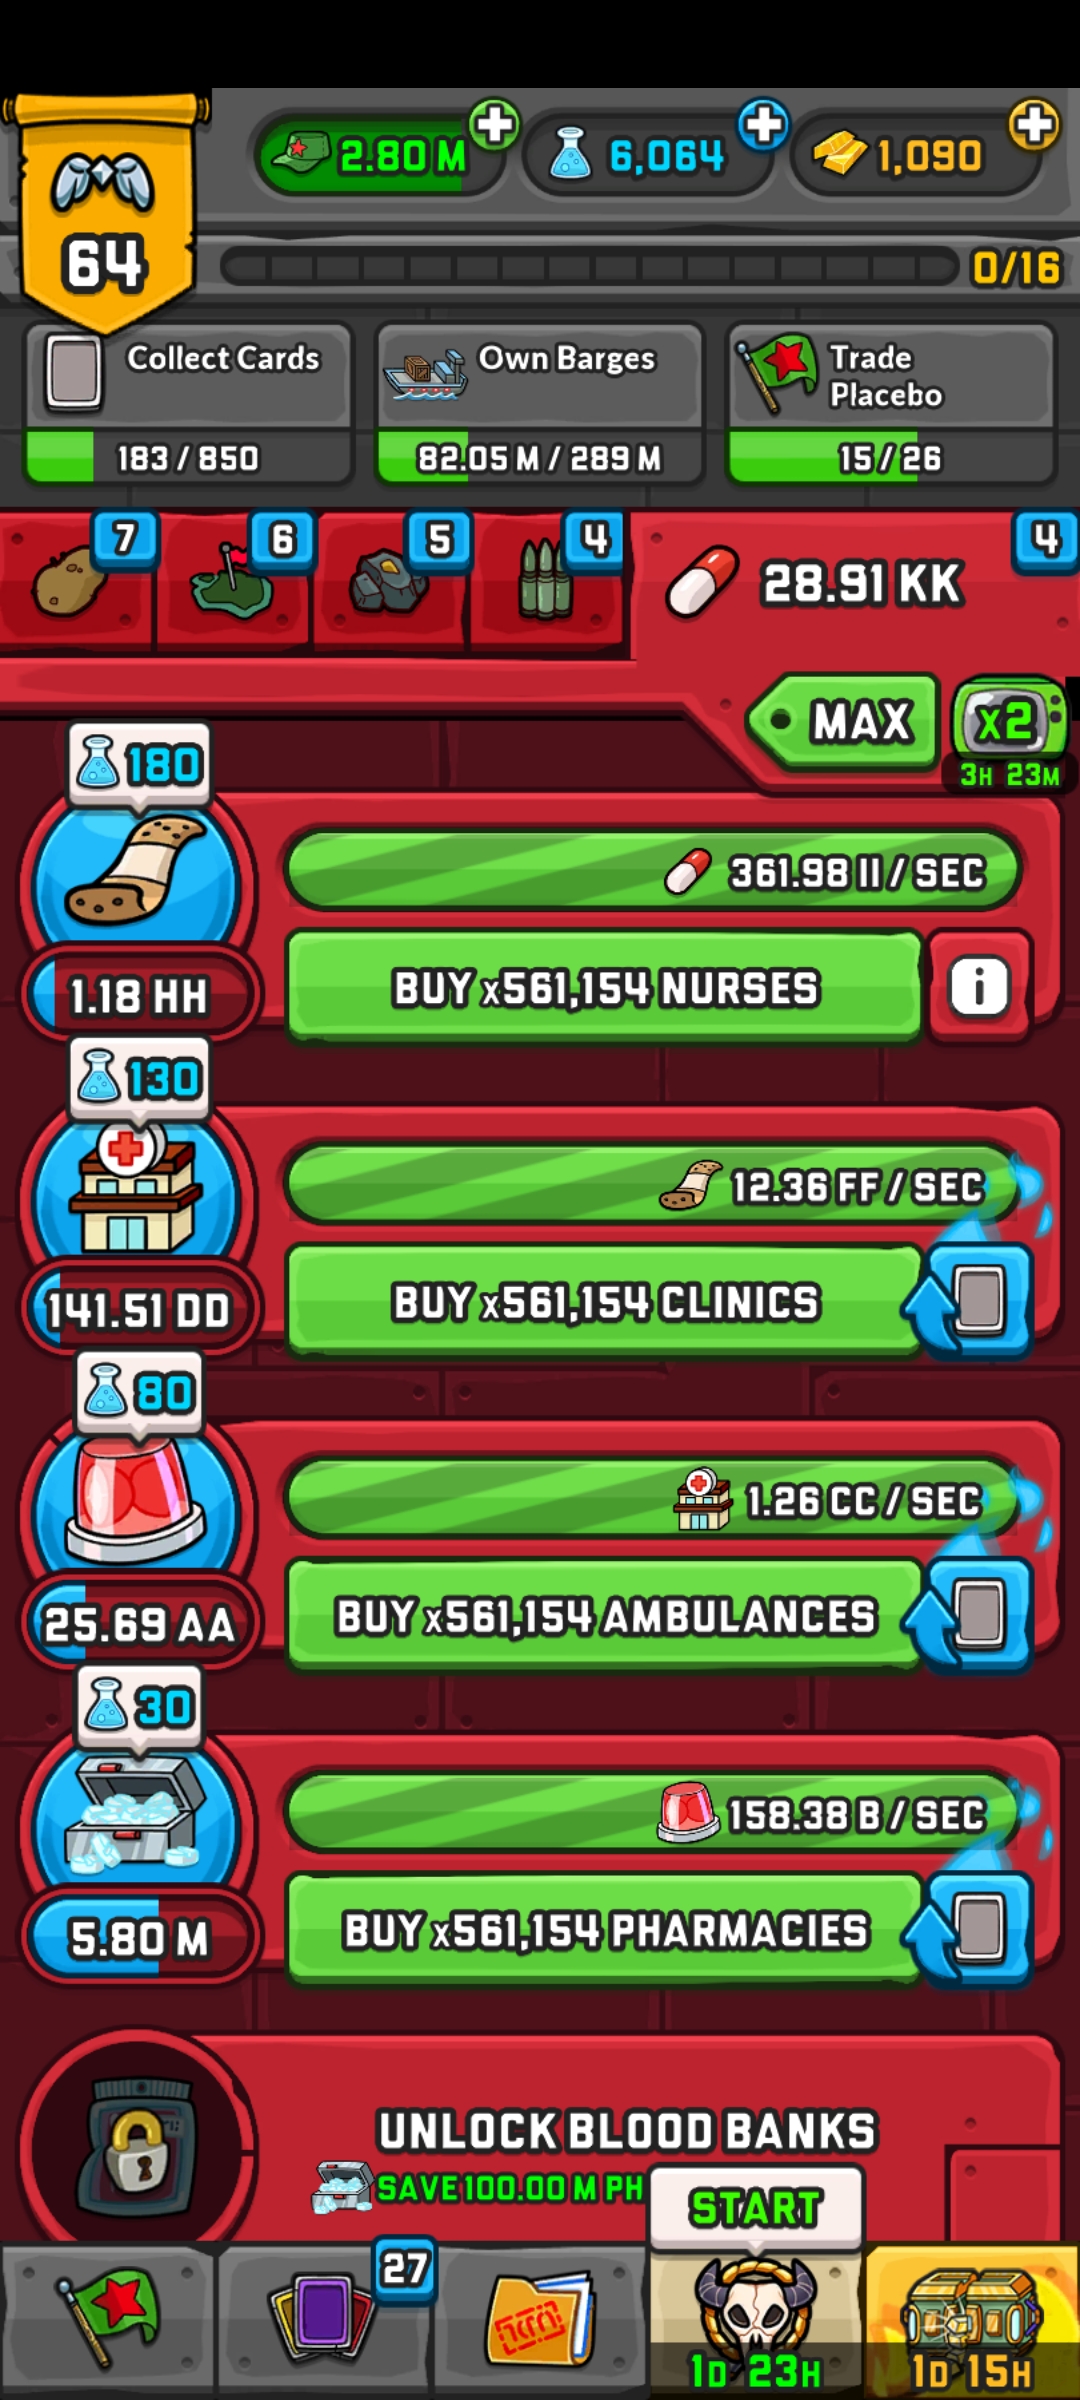 64
2.80 M
6,064
1,090
0/16
Collect Cards
183 / 850
Own Barges
82.05 M / 289 M
Trade
Placebo
15 / 26
7
6
5
4
28.91 KK
4
MAX
x2
3H 23M
180
361.98 II / SEC
1.18 HH
BUY x561,154 NURSES
i
130
12.36 FF / SEC
141.51 DD
BUY x561,154 CLINICS
80
1.26 CC / SEC
25.69 AA
BUY x561,154 AMBULANCES
30
158.38 B / SEC
5.80 M
BUY x561,154 PHARMACIES
UNLOCK BLOOD BANKS
SAVE 100.00 M PH
START
27
1D 23H
1D 15H